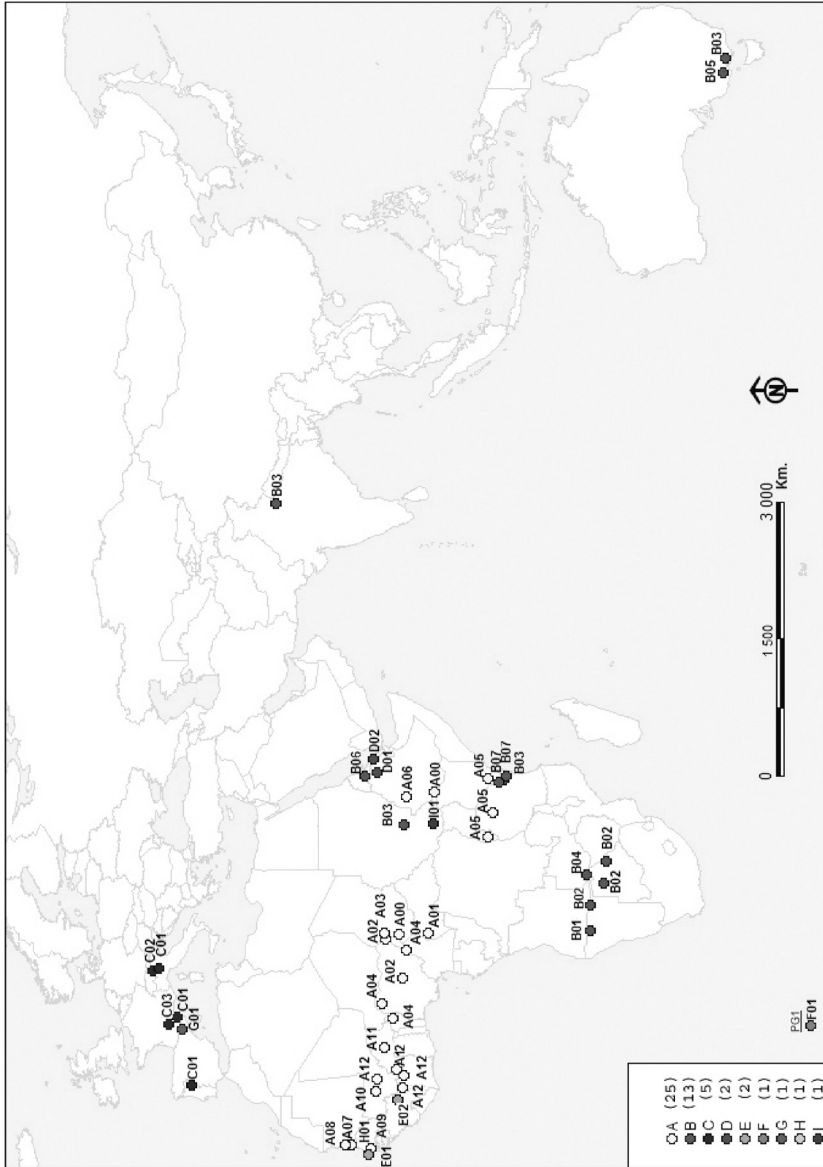 A (25)
B (13)
C (5)
D (2)
E (2)
F (1)
G (1)
H (1)
I (1)
C02
C01
C03
C01
G01
C01
A08
A07
H01
A09
E01
A10
A12
A11
A12
E02
A12
A12
A04
A04
A02
A02
A03
A00
A04
A01
B06
D02
D01
A06
B03
A00
I01
A05
A05
A05
B07
B07
B03
B04
B02
B02
B02
B01
B03
B05
B03
PG1
F01
N
0 1 500 3 000
Km.